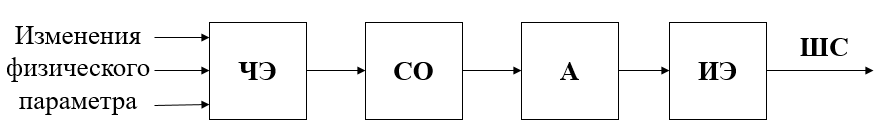 Изменения
физического
параметра
ЧЭ
СО
А
ИЭ
ШС